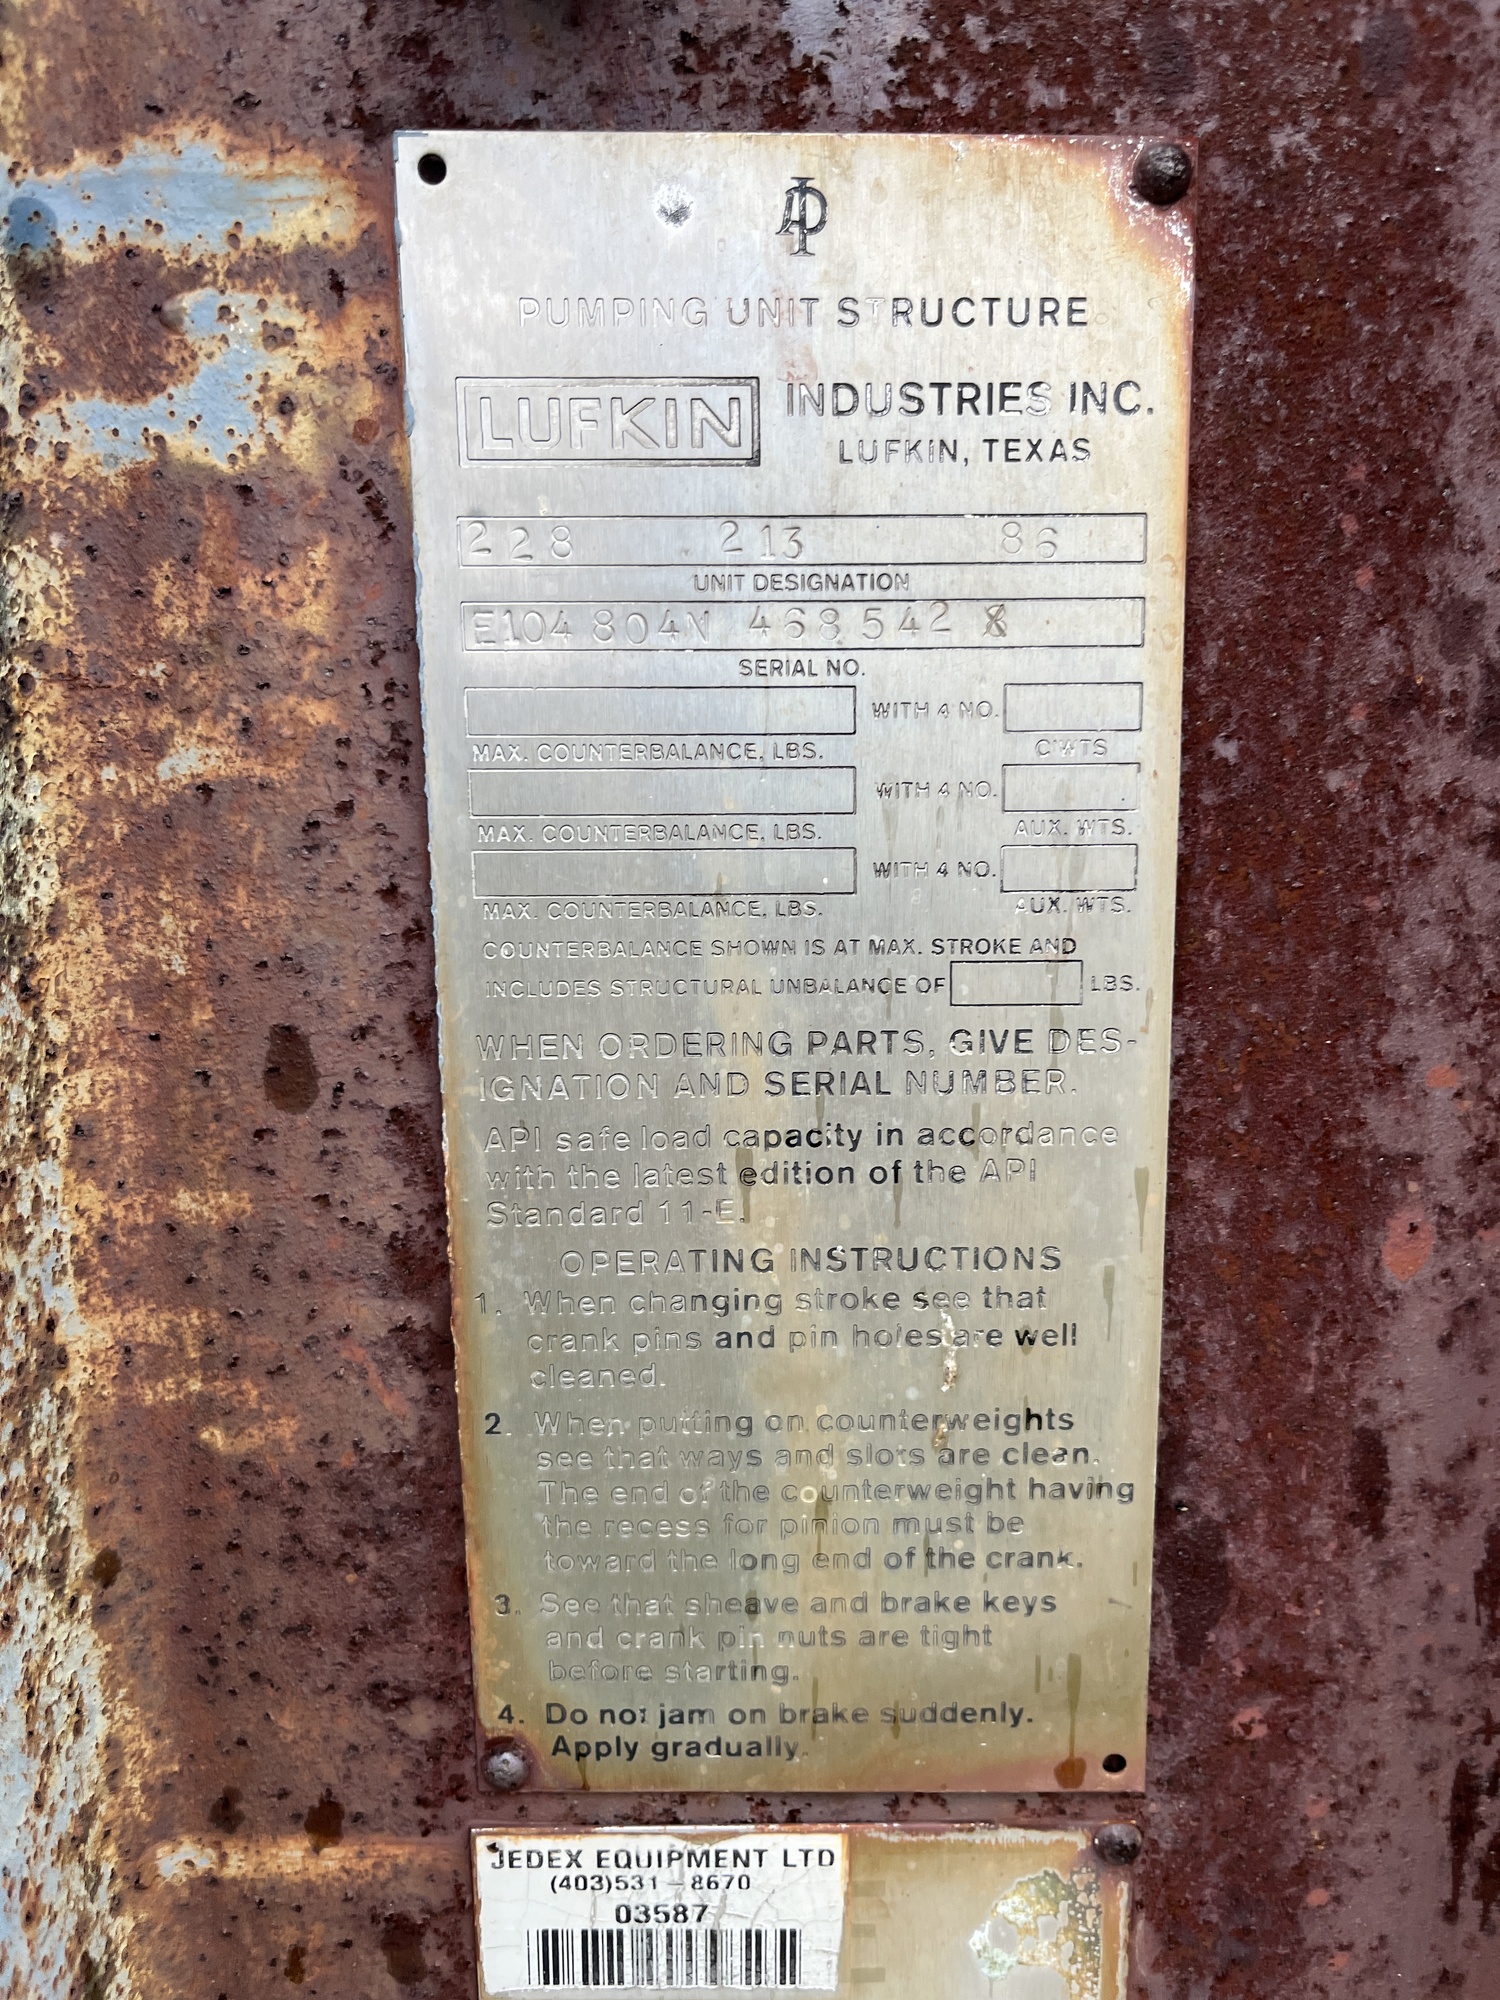 API
PUMPING UNIT STRUCTURE
LUFKIN INDUSTRIES INC.
LUFKIN, TEXAS
228 213 86
UNIT DESIGNATION
E104804N 468542
SERIAL NO.
WITH 4 NO.
MAX. COUNTERBALANCE, LBS. C'WTS
WITH 4 NO.
MAX. COUNTERBALANCE, LBS. AUX. WTS.
WITH 4 NO.
MAX. COUNTERBALANCE, LBS. AUX. WTS.
COUNTERBALANCE SHOWN IS AT MAX. STROKE AND
INCLUDES STRUCTURAL UNBALANCE OF LBS.
WHEN ORDERING PARTS, GIVE DES-
IGNATION AND SERIAL NUMBER.
API safe load capacity in accordance
with the latest edition of the API
Standard 11-E.
OPERATING INSTRUCTIONS
1. When changing stroke see that
crank pins and pin holes are well
cleaned.
2. When putting on counterweights
see that ways and slots are clean.
The end of the counterweight having
the recess for pinion must be
toward the long end of the crank.
3. See that sheave and brake keys
and crank pin nuts are tight
before starting.
4. Do not jam on brake suddenly.
Apply gradually.
JEDEX EQUIPMENT LTD
(403)531-8670
03587